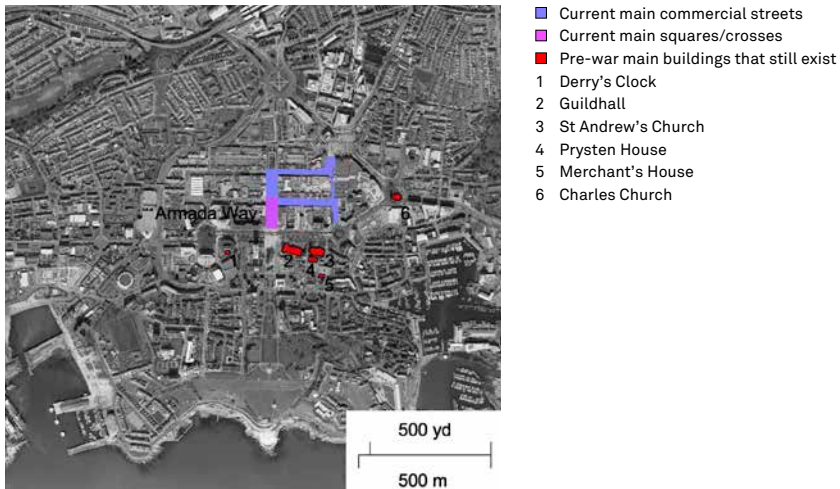 Current main commercial streets
Current main squares/crosses
Pre-war main buildings that still exist
1 Derry's Clock
2 Guildhall
3 St Andrew's Church
4 Prysten House
5 Merchant's House
6 Charles Church
Armada Way
6
1
2
3
4
5
500 yd
500 m